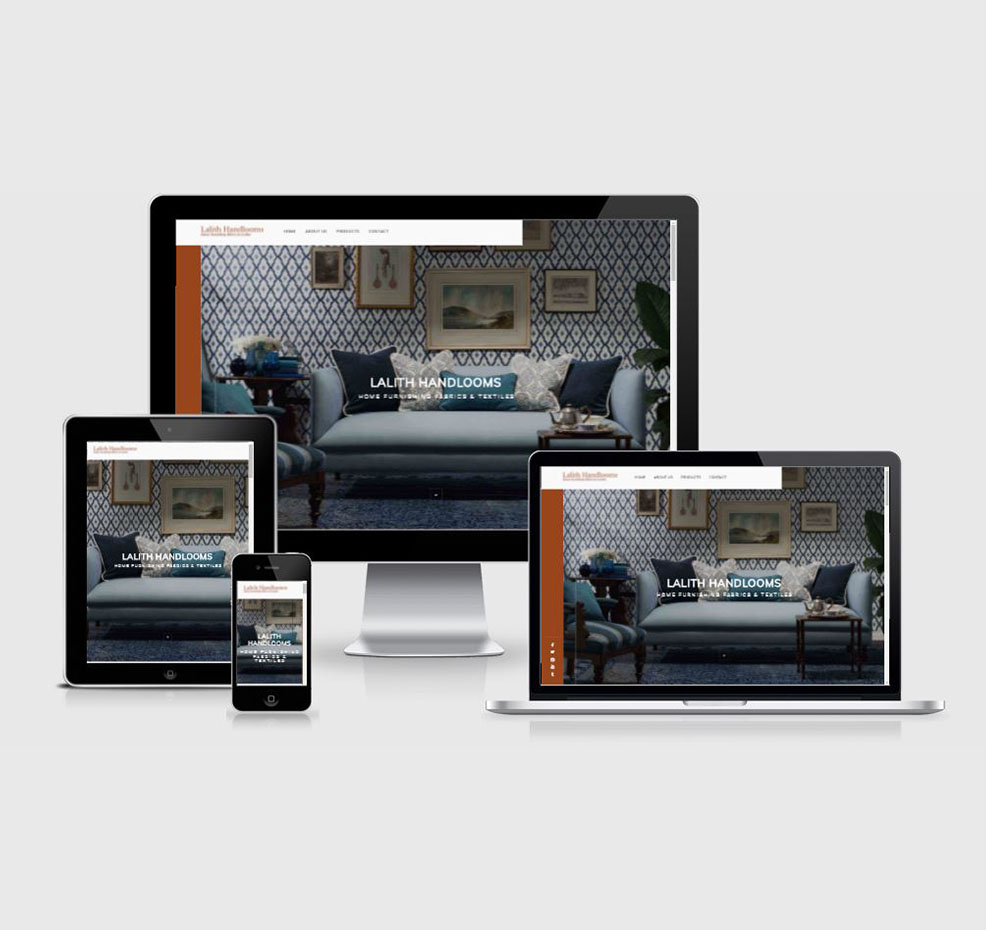 Lalith Handlooms
HOME ABOUT US PRODUCTS CONTACT
LALITH HANDLOOMS
HOME FURNISHING FABRICS & TEXTILES
Lalith Handlooms
LALITH HANDLOOMS
HOME FURNISHING FABRICS & TEXTILES
Lalith Handlooms
LALITH
HANDLOOMS
HOME FURNISHING
FABRICS &
TEXTILES
Lalith Handlooms
HOME ABOUT US PRODUCTS CONTACT
LALITH HANDLOOMS
HOME FURNISHING FABRICS & TEXTILES